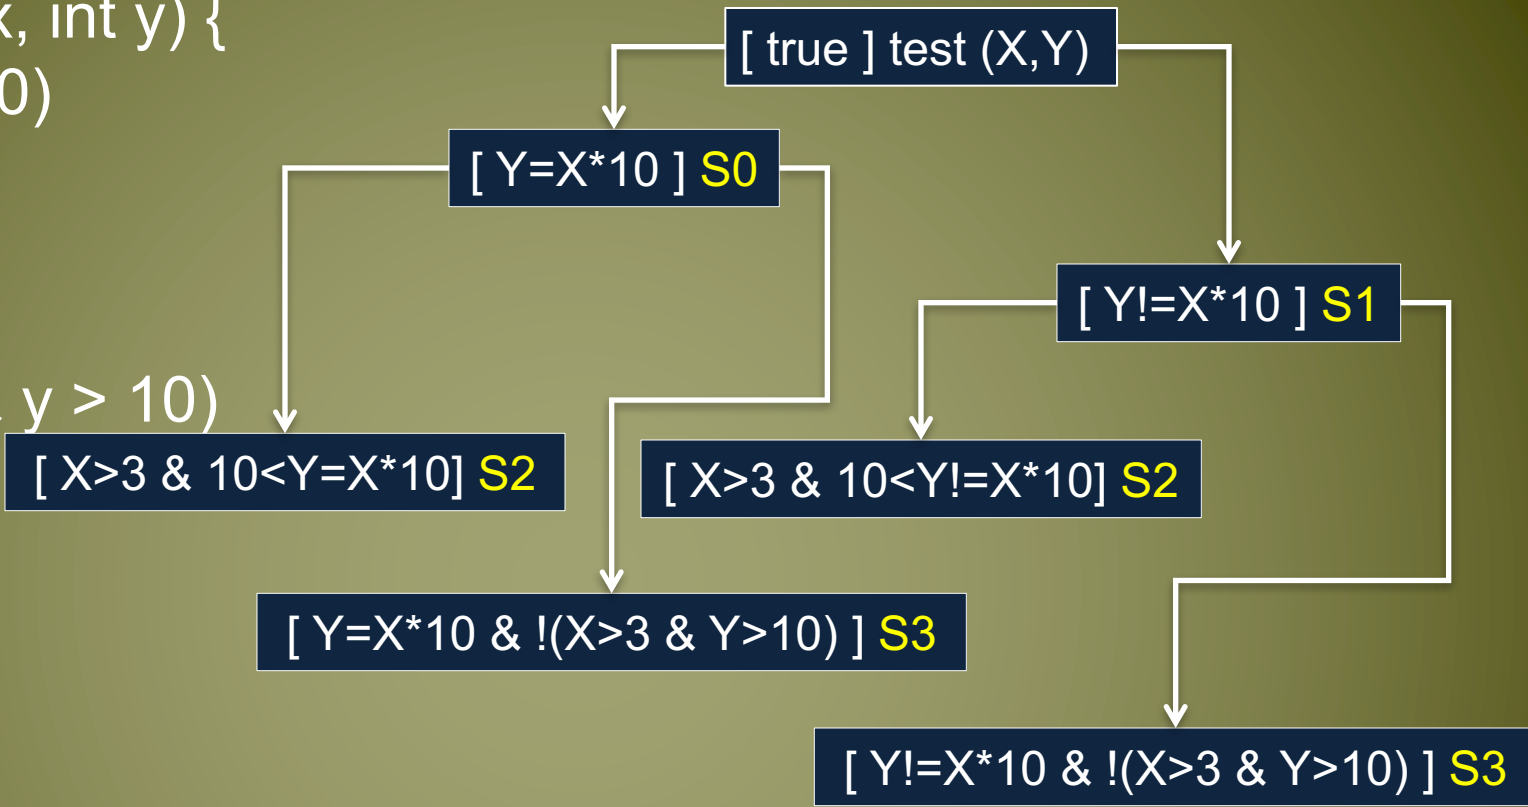 x, int y) {
0)
y > 10)
[ true ] test (X,Y)
[ Y=X*10 ] S0
[ Y!=X*10 ] S1
[ X>3 & 10<Y=X*10] S2
[ X>3 & 10<Y!=X*10] S2
[ Y=X*10 & !(X>3 & Y>10) ] S3
[ Y!=X*10 & !(X>3 & Y>10) ] S3